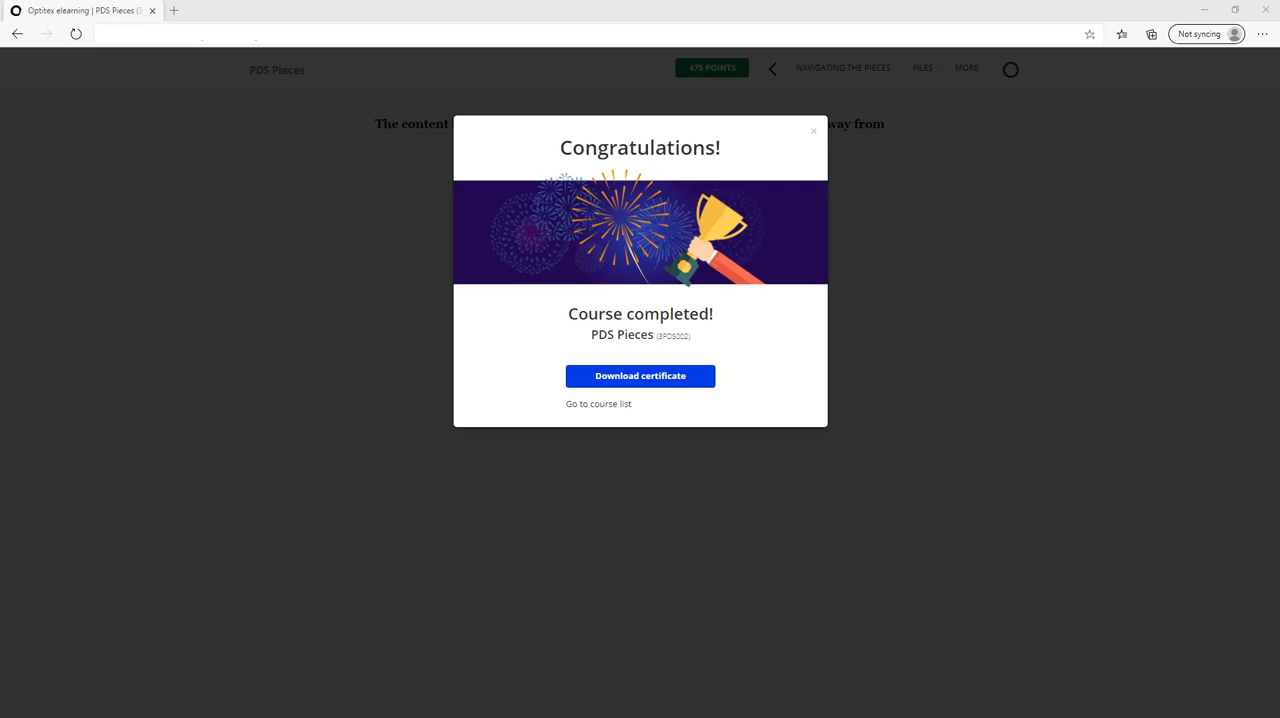 Optitex elearning | PDS Pieces (3
Not syncing
PDS Pieces
475 POINTS
NAVIGATING THE PIECES
FILES
MORE
The content
way from
Congratulations!
Course completed!
PDS Pieces (3PDS002)
Download certificate
Go to course list